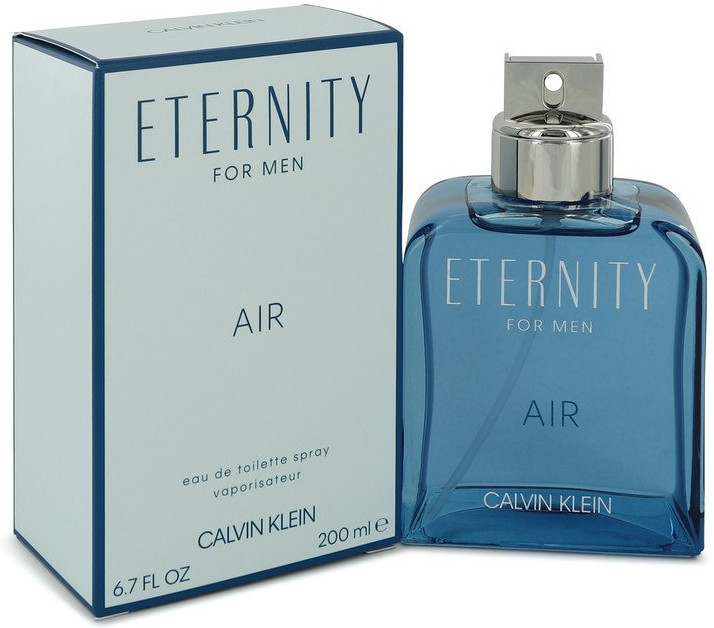 ETERNITY
FOR MEN
AIR
eau de toilette spray
vaporisateur
CALVIN KLEIN
200 ml ℮
6.7 FL OZ
ETERNITY
FOR MEN
AIR
CALVIN KLEIN